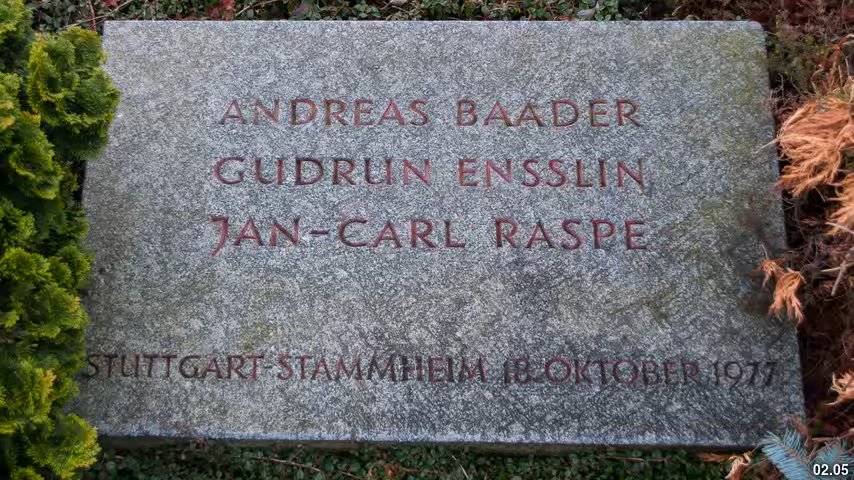 ANDREAS BAADER
GUDRUN ENSSLIN
JAN-CARL RASPE
STUTTGART-STAMMHEIM 18. OKTOBER 1977
02.05